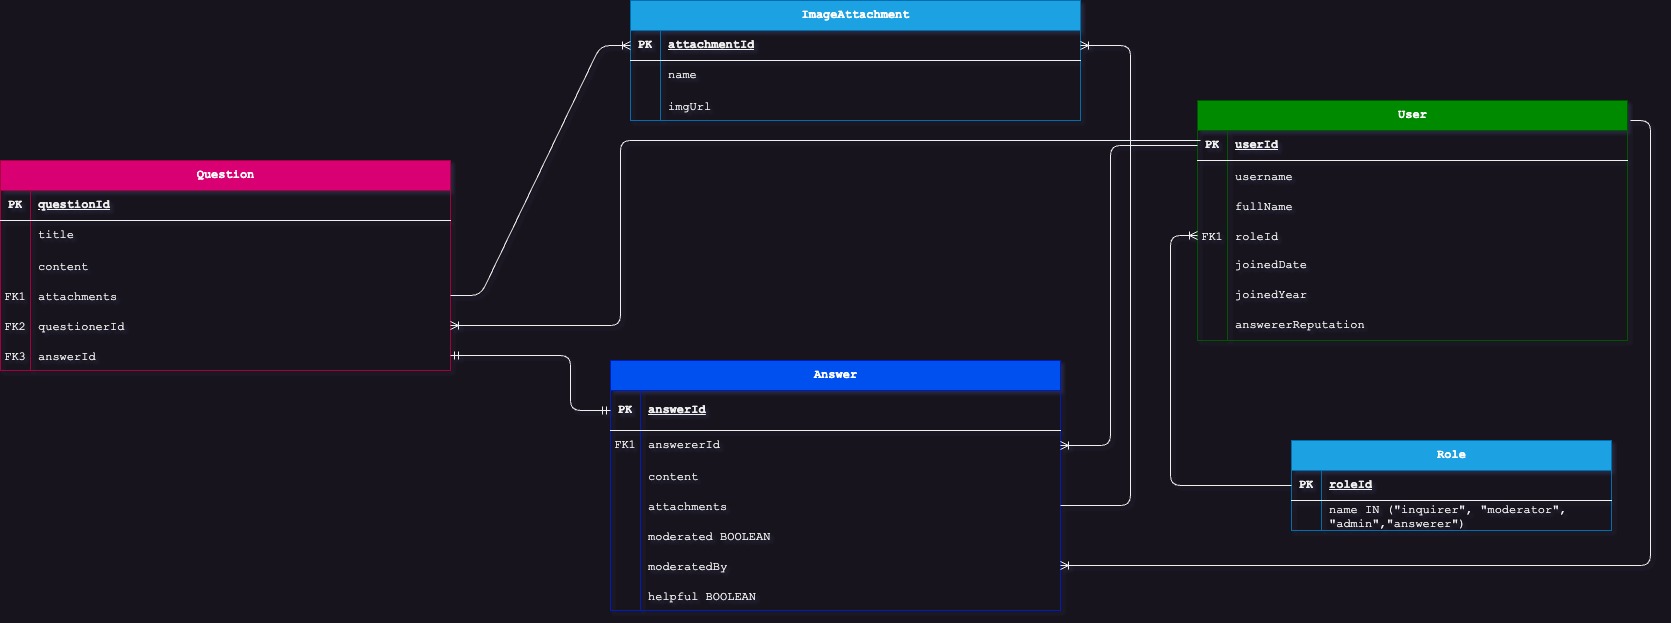 ImageAttachment
PK attachmentId
name
imgUrl
User
PK userId
username
fullName
FK1 roleId
joinedDate
joinedYear
answererReputation
Question
PK questionId
title
content
FK1 attachments
FK2 questionerId
FK3 answerId
Answer
PK answerId
FK1 answererId
content
attachments
moderated BOOLEAN
moderatedBy
helpful BOOLEAN
Role
PK roleId
name IN ("inquirer", "moderator",
"admin","answerer")